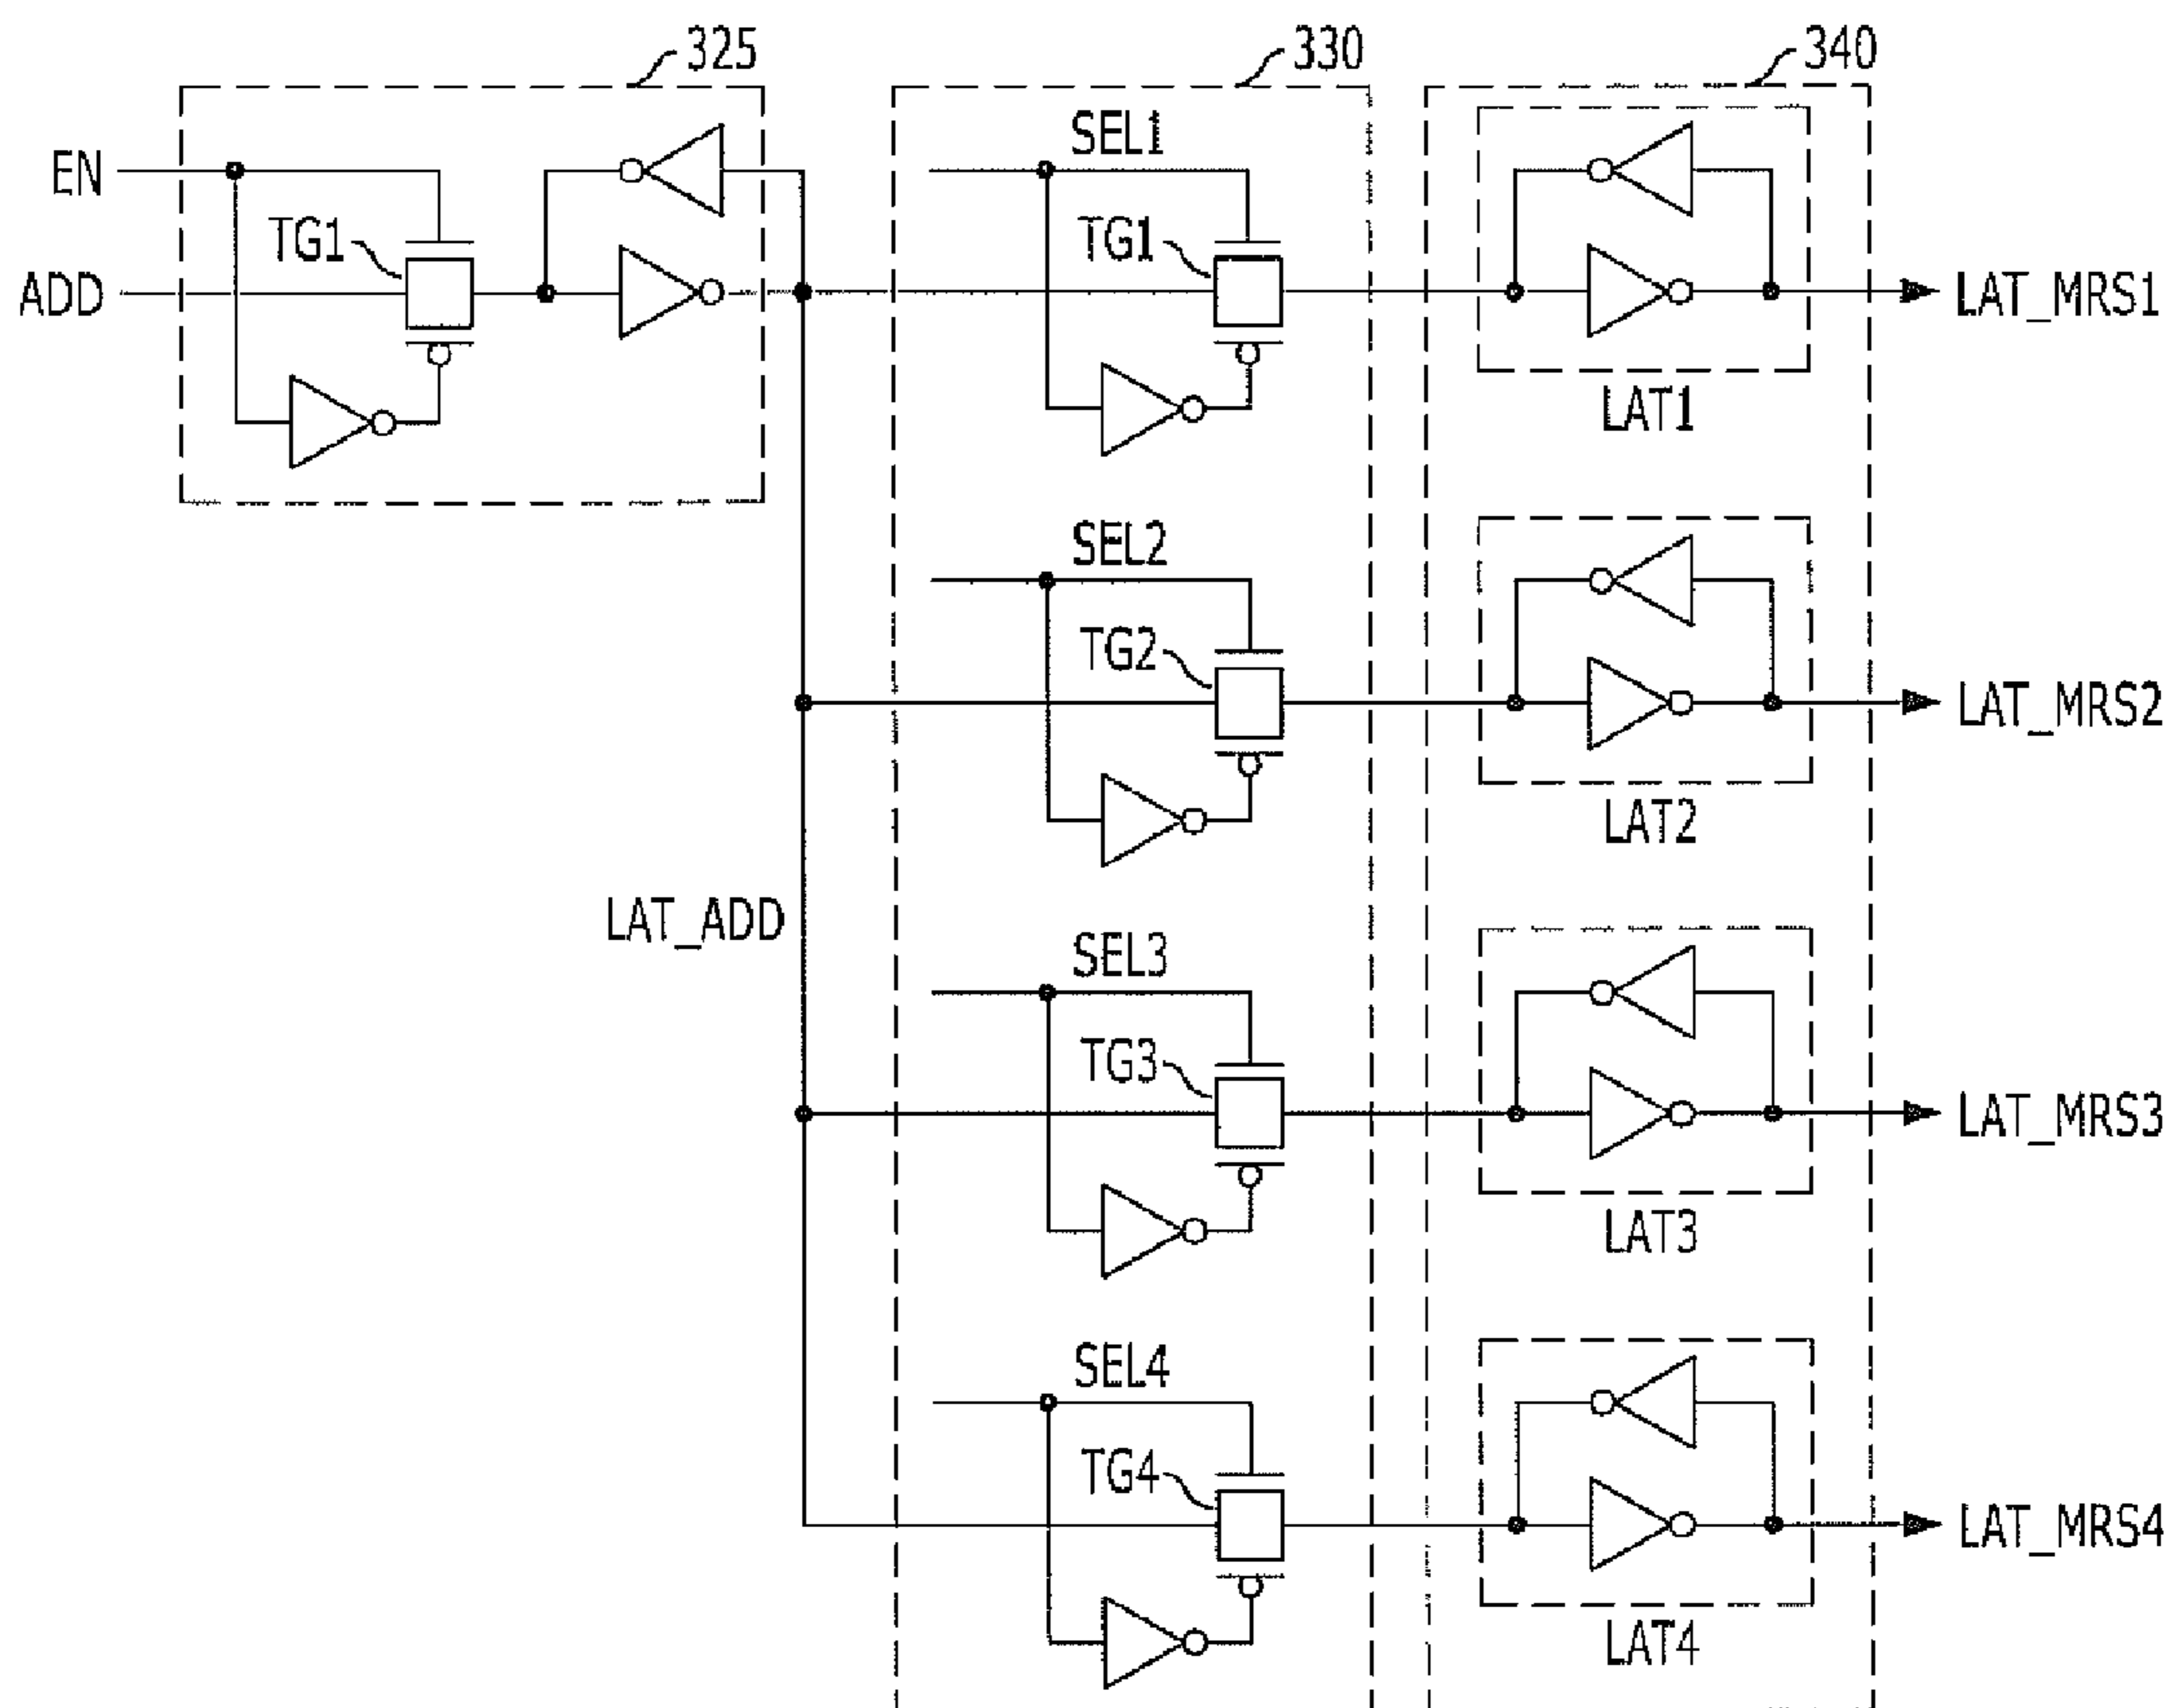 325
330
340
EN
SEL1
TG1
TG1
ADD
LAT_MRS1
LAT1
SEL2
TG2
LAT_MRS2
LAT2
LAT_ADD
SEL3
TG3
LAT_MRS3
LAT3
SEL4
TG4
LAT_MRS4
LAT4